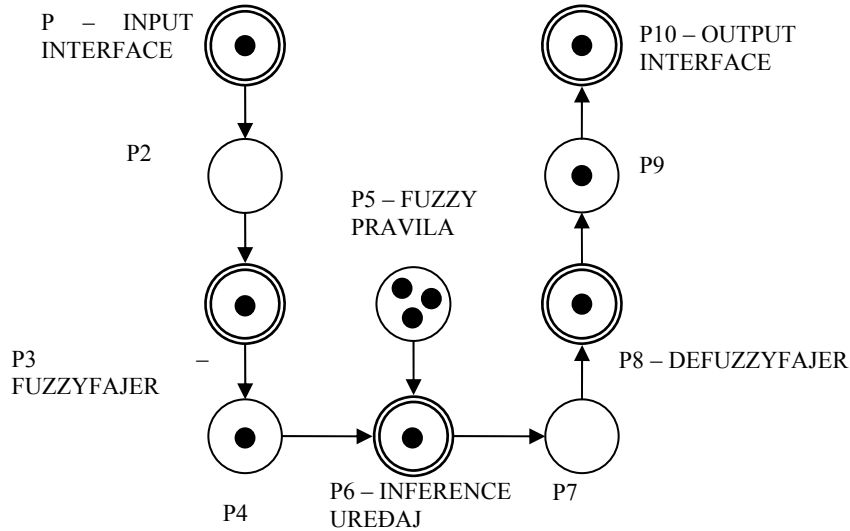 P – INPUT
INTERFACE
P2
P3 –
FUZZYFAJER
P4
P5 – FUZZY
PRAVILA
P6 – INFERENCE
UREĐAJ
P7
P8 – DEFUZZYFAJER
P9
P10 – OUTPUT
INTERFACE